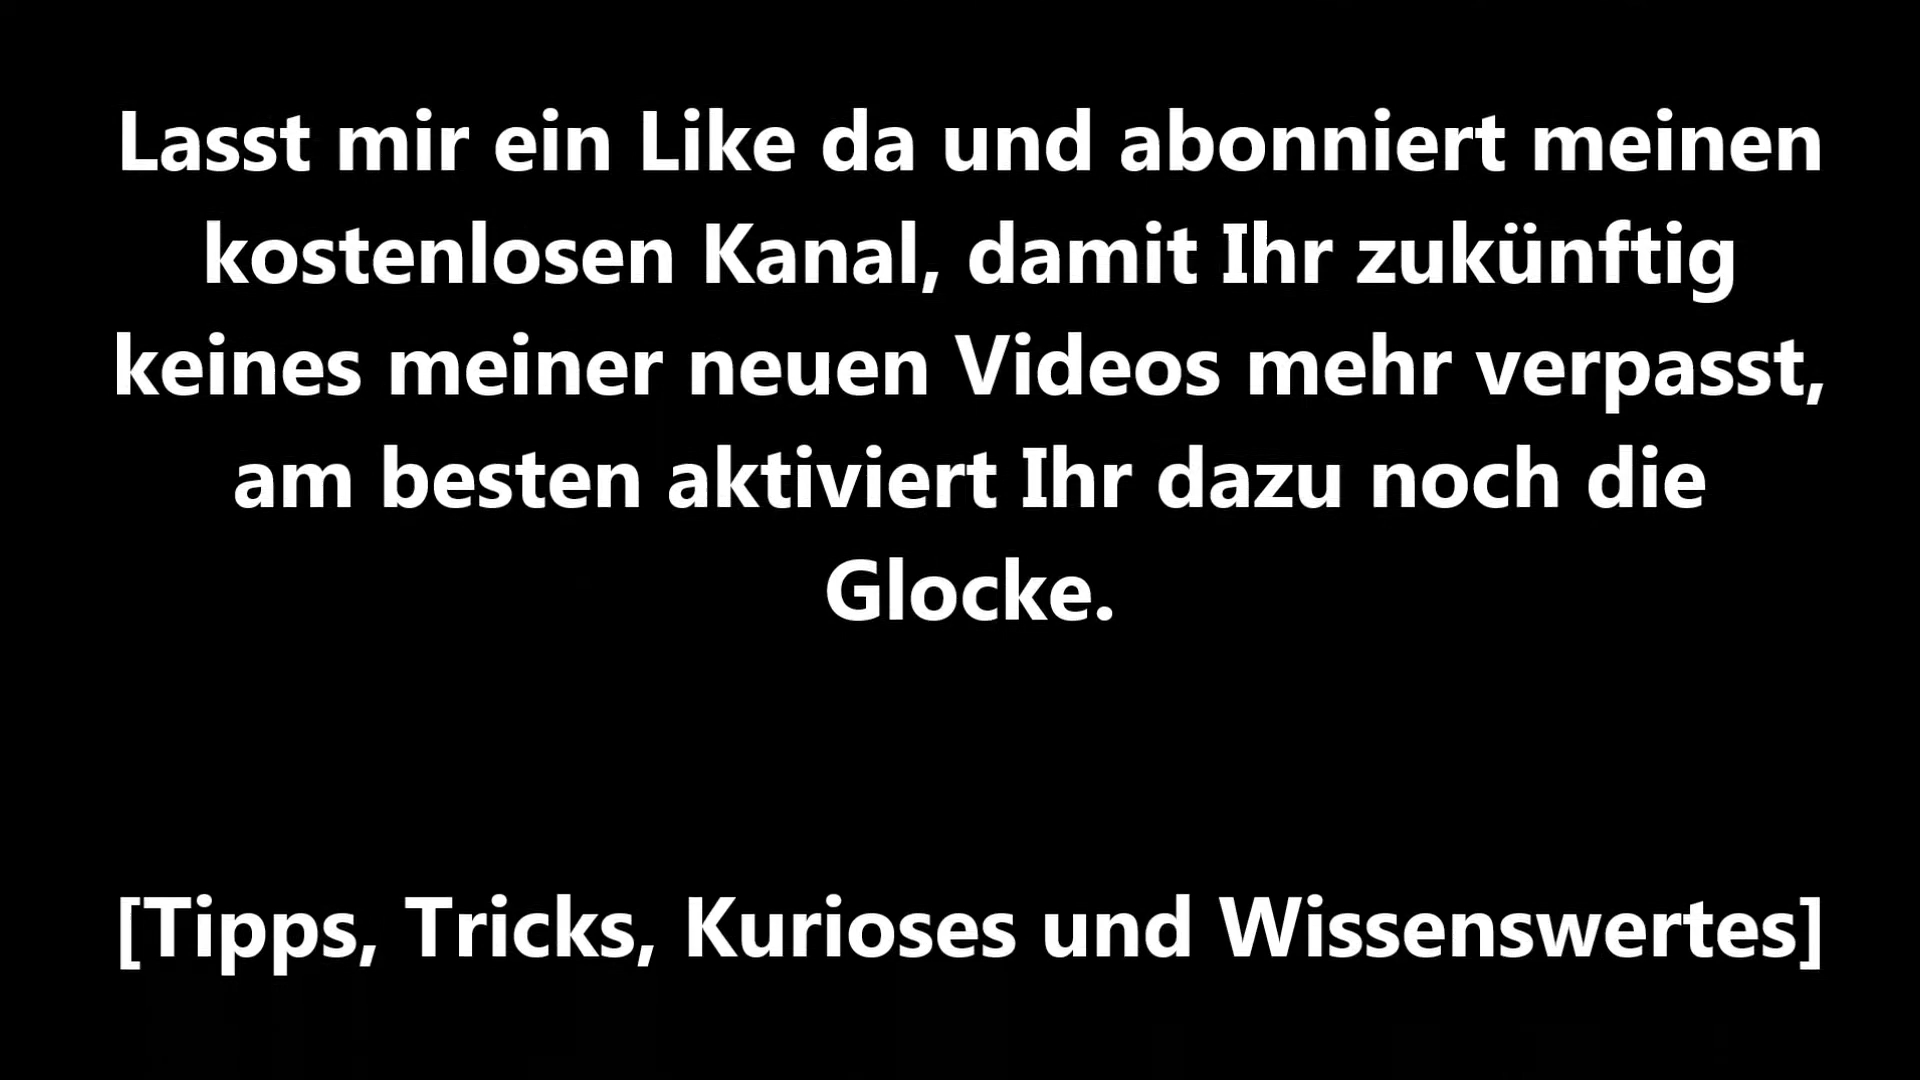 Lasst mir ein Like da und abonniert meinen
kostenlosen Kanal, damit Ihr zukünftig
keines meiner neuen Videos mehr verpasst,
am besten aktiviert Ihr dazu noch die
Glocke.
[Tipps, Tricks, Kurioses und Wissenswertes]